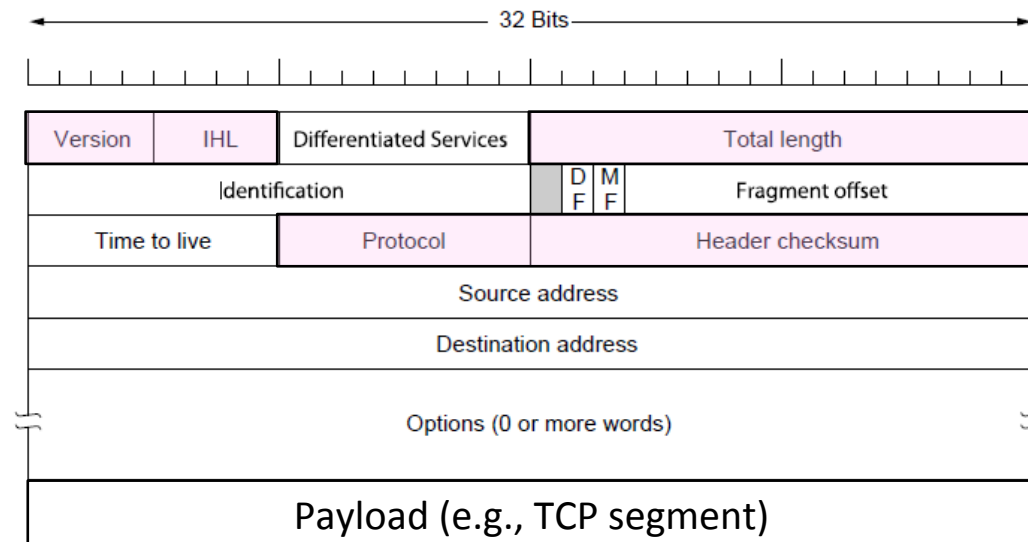 32 Bits
Version IHL Differentiated Services Total length
Identification D F M F Fragment offset
Time to live Protocol Header checksum
Source address
Destination address
Options (0 or more words)
Payload (e.g., TCP segment)